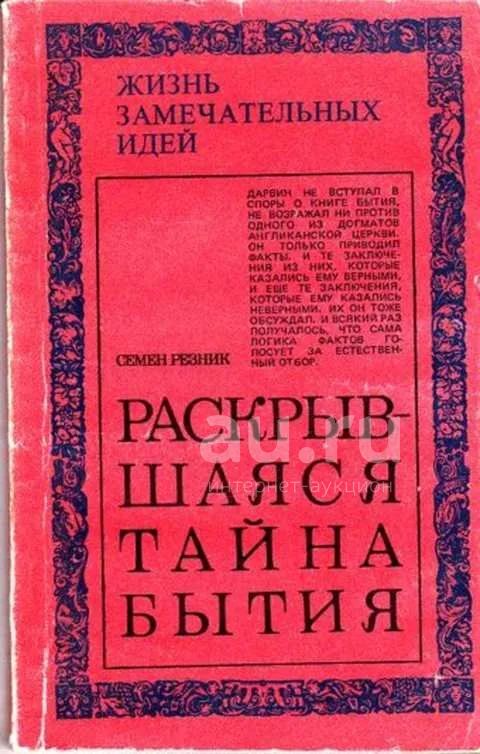 ЖИЗНЬ
ЗАМЕЧАТЕЛЬНЫХ
ИДЕЙ
ДАРВИН НЕ ВСТУПАЛ В
СПОРЫ О КНИГЕ БЫТИЯ,
НЕ ВОЗРАЖАЛ НИ ПРОТИВ
ОДНОГО ИЗ ДОГМАТОВ
АНГЛИКАНСКОЙ ЦЕРКВИ.
ОН ТОЛЬКО ПРИВОДИЛ
ФАКТЫ. И ТЕ ЗАКЛЮЧЕ-
НИЯ ИЗ НИХ, КОТОРЫЕ
КАЗАЛИСЬ ЕМУ ВЕРНЫМИ,
И ЕЩЕ ТЕ ЗАКЛЮЧЕНИЯ,
КОТОРЫЕ ЕМУ КАЗАЛИСЬ
НЕВЕРНЫМИ. ИХ ОН ТОЖЕ
ОБСУЖДАЛ. И ВСЯКИЙ РАЗ
ПОЛУЧАЛОСЬ, ЧТО САМА
ЛОГИКА ФАКТОВ ГО-
ЛОСУЕТ ЗА ЕСТЕСТВЕН-
НЫЙ ОТБОР.
СЕМЕН РЕЗНИК
РАСКРЫВ-
ШАЯСЯ
ТАЙНА
БЫТИЯ
au.ru
интернет-аукцион